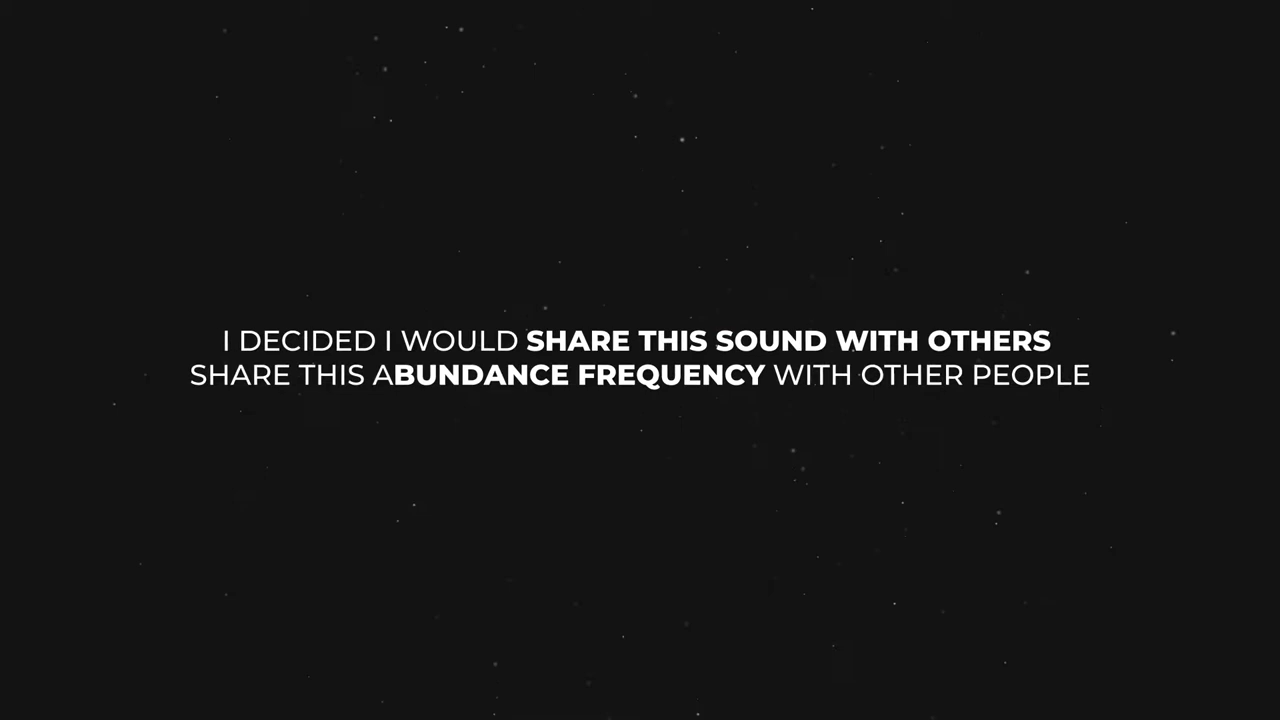 I DECIDED I WOULD SHARE THIS SOUND WITH OTHERS
SHARE THIS ABUNDANCE FREQUENCY WITH OTHER PEOPLE